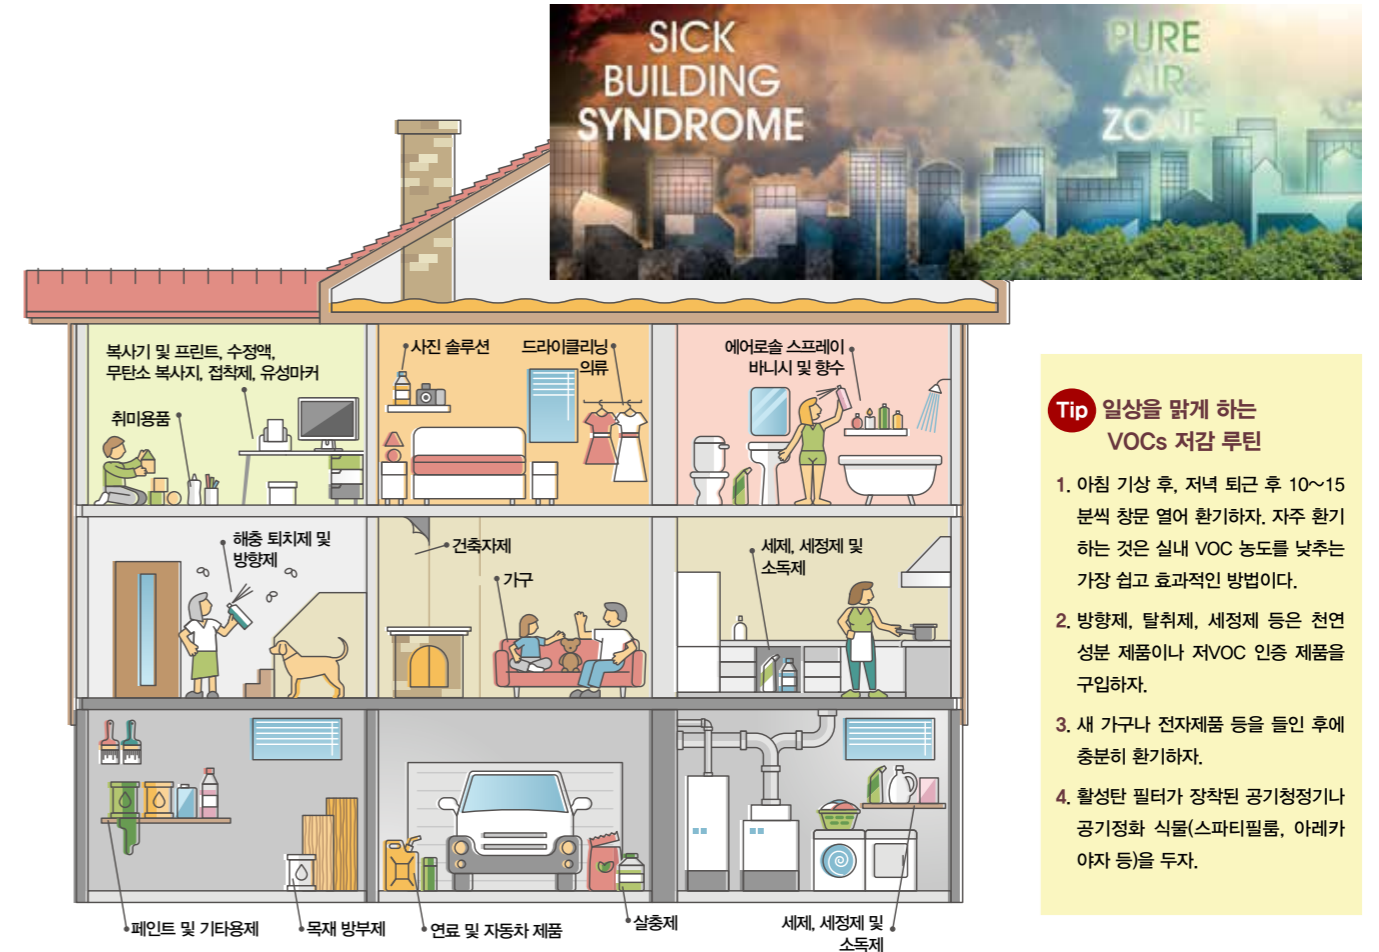 SICK
BUILDING
SYNDROME
PURE
AIR
ZONE
복사기 및 프린트, 수정액,
무탄소 복사지, 접착제, 유성마커
취미용품
사진 솔루션
드라이클리닝
의류
에어로솔 스프레이
바니시 및 향수
해충 퇴치제 및
방향제
건축자제
가구
세제, 세정제 및
소독제
페인트 및 기타용제
목재 방부제
연료 및 자동차 제품
살충제
세제, 세정제 및
소독제
Tip 일상을 맑게 하는
VOCs 저감 루틴
1. 아침 기상 후, 저녁 퇴근 후 10～15
분씩 창문 열어 환기하자. 자주 환기
하는 것은 실내 VOC 농도를 낮추는
가장 쉽고 효과적인 방법이다.
2. 방향제, 탈취제, 세정제 등은 천연
성분 제품이나 저VOC 인증 제품을
구입하자.
3. 새 가구나 전자제품 등을 들인 후에
충분히 환기하자.
4. 활성탄 필터가 장착된 공기청정기나
공기정화 식물(스파티필룸, 아레카
야자 등)을 두자.